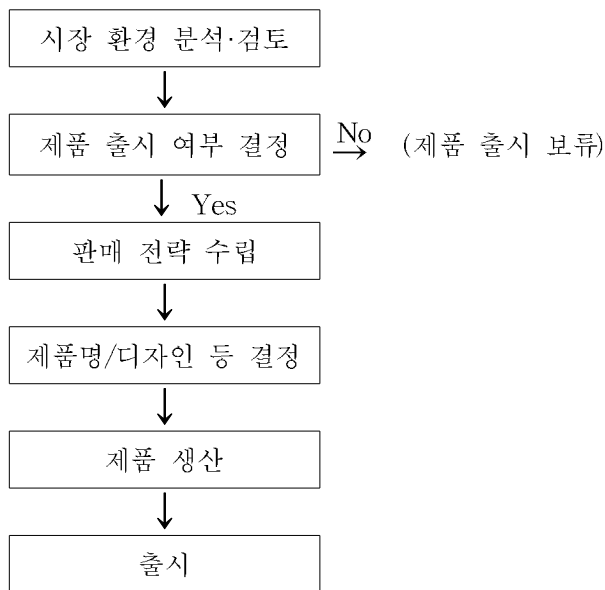 시장 환경 분석·검토
제품 출시 여부 결정
No
(제품 출시 보류)
Yes
판매 전략 수립
제품명/디자인 등 결정
제품 생산
출시